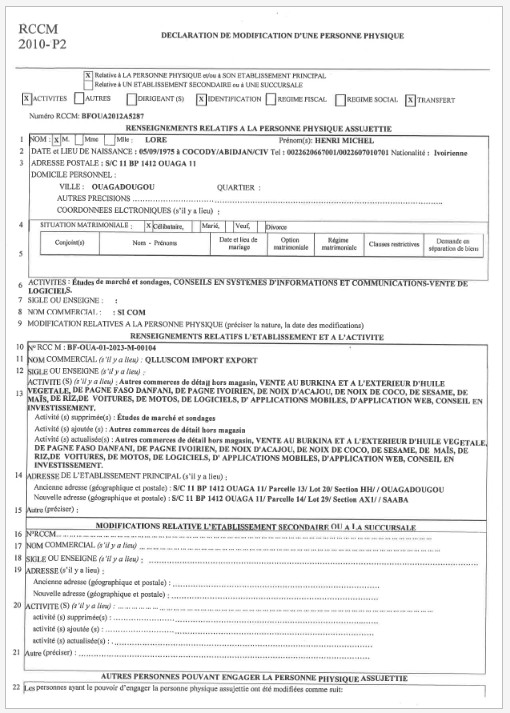 RCCM
2010- P2
DECLARATION DE MODIFICATION D'UNE PERSONNE PHYSIQUE
X Relative à LA PERSONNE PHYSIQUE et/ou à SON ETABLISSEMENT PRINCIPAL
Relative à UN ETABLISSEMENT SECONDAIRE ou à UNE SUCCURSALE
X ACTIVITES AUTRES DIRIGEANT (S) X IDENTIFICATION REGIME FISCAL REGIME SOCIAL X TRANSFERT
Numéro RCCM: BFOUA2012A5287
RENSEIGNEMENTS RELATIFS A LA PERSONNE PHYSIQUE ASSUJETTIE
1 NOM : X M. Mme Mlle : LORE Prénom(s): HENRI MICHEL
2 DATE et LIEU DE NAISSANCE : 05/09/1975 à COCODY/ABIDJAN/CIV Tel : 0022620667001/0022607010701 Nationalité : Ivoirienne
3 ADRESSE POSTALE : S/C 11 BP 1412 OUAGA 11
DOMICILE PERSONNEL :
VILLE : OUAGADOUGOU QUARTIER :
AUTRES PRECISIONS
COORDONNEES ELCTRONIQUES (s'il y a lieu) :
4 SITUATION MATRIMONIALE : X Célibataire, Marié, Veuf, Divorce
5 Conjoint(s) Nom - Prénoms Date et lieu de mariage Option matrimoniale Régime matrimonial Clauses restrictives Demande en séparation de biens
6 ACTIVITES : Études de marché et sondages, CONSEILS EN SYSTEMES D'INFORMATIONS ET COMMUNICATIONS-VENTE DE
LOGICIELS.
7 SIGLE OU ENSEIGNE : :
8 NOM COMMERCIAL : SI COM
9 MODIFICATION RELATIVES A LA PERSONNE PHYSIQUE (préciser la nature, la date des modifications)
RENSEIGNEMENTS RELATIFS L'ETABLISSEMENT ET A L'ACTIVITE
10 N° RCC M : BF-OUA-01-2023-M-00104
11 NOM COMMERCIAL (s'il y a lieu) : QLLUSCOM IMPORT EXPORT
12 SIGLE OU ENSEIGNE (s'il y a lieu) :
13 ACTIVITÉ (S) (s'il y a lieu) : Autres commerces de détail hors magasin, VENTE AU BURKINA ET A L'EXTERIEUR D'HUILE
VEGETALE, DE PAGNE FASO DANFANI, DE PAGNE IVOIRIEN, DE NOIX D'ACAJOU, DE NOIX DE COCO, DE SESAME, DE
MAÏS, DE RIZ,DE VOITURES, DE MOTOS, DE LOGICIELS, D' APPLICATIONS MOBILES, D'APPLICATION WEB, CONSEIL EN
INVESTISSEMENT.
Activité (s) supprimée(s) : Études de marché et sondages
Activité (s) ajoutée (s) : Autres commerces de détail hors magasin
Activité (s) actualisée(s) : Autres commerces de détail hors magasin, VENTE AU BURKINA ET A L'EXTERIEUR D'HUILE VEGETALE,
DE PAGNE FASO DANFANI, DE PAGNE IVOIRIEN, DE NOIX D'ACAJOU, DE NOIX DE COCO, DE SESAME, DE MAÏS, DE
RIZ,DE VOITURES, DE MOTOS, DE LOGICIELS, D' APPLICATIONS MOBILES, D'APPLICATION WEB, CONSEIL EN
INVESTISSEMENT.
14 ADRESSE DE L'ETABLISSEMENT PRINCIPAL (s'il y a lieu) :
Ancienne adresse (géographique et postale) : S/C 11 BP 1412 OUAGA 11/ Parcelle 13/ Lot 20/ Section HH/ / OUAGADOUGOU
Nouvelle adresse (géographique et postale) : S/C 11 BP 1412 OUAGA 11/ Parcelle 14/ Lot 29/ Section AX1/ / SAABA
15 Autre (préciser) :
MODIFICATIONS RELATIVE L'ETABLISSEMENT SECONDAIRE OU A LA SUCCURSALE
16 N°RCCM
17 NOM COMMERCIAL (s'il y a lieu)
18 SIGLE OU ENSEIGNE (s'il y a lieu) :
19 ADRESSE (s'il y a lieu) :
Ancienne adresse (géographique et postale) :
Nouvelle adresse (géographique et postale) :
20 ACTIVITE (S) (s'il y a lieu) :
activité (s) supprimée(s) :
activité (s) ajoutée (s) :
activité (s) actualisée(s) :
21 Autre (préciser) :
AUTRES PERSONNES POUVANT ENGAGER LA PERSONNE PHYSIQUE ASSUJETTIE
22 Les personnes ayant le pouvoir d'engager la personne physique assujettie ont été modifiées comme suit: